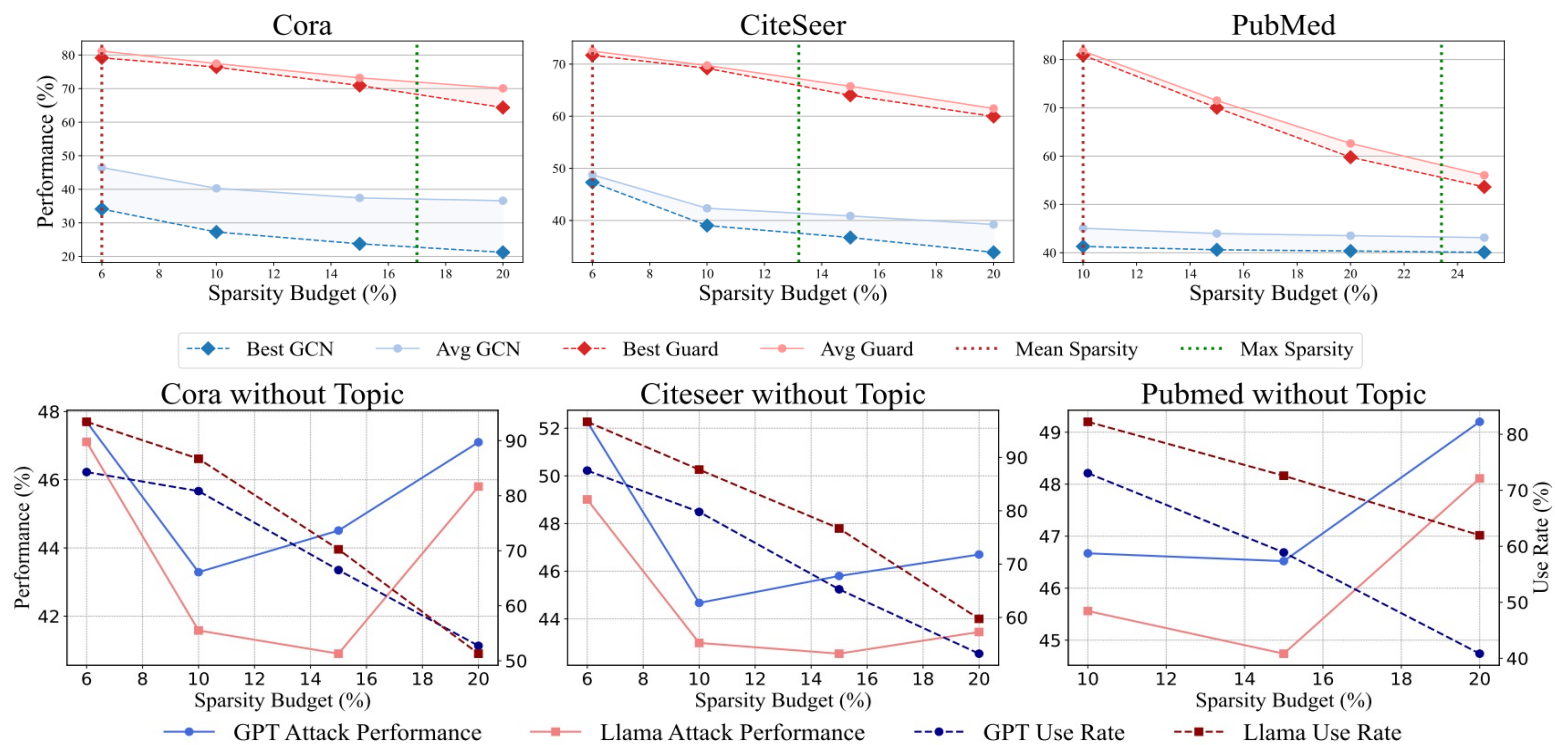 Cora CiteSeer PubMed
Performance (%)
80 70 60 50 40 30 20
6 8 10 12 14 16 18 20
Sparsity Budget (%)
70 60 50 40
6 8 10 12 14 16 18 20
Sparsity Budget (%)
80 70 60 50 40
10 12 14 16 18 20 22 24
Sparsity Budget (%)
Best GCN Avg GCN Best Guard Avg Guard Mean Sparsity Max Sparsity
Cora without Topic Citeseer without Topic Pubmed without Topic
Performance (%)
48 46 44 42
90 80 70 60 50
6 8 10 12 14 16 18 20
Sparsity Budget (%)
52 50 48 46 44
90 80 70 60
6 8 10 12 14 16 18 20
Sparsity Budget (%)
49 48 47 46 45
80 70 60 50 40
Use Rate (%)
10 12 14 16 18 20
Sparsity Budget (%)
GPT Attack Performance Llama Attack Performance GPT Use Rate Llama Use Rate